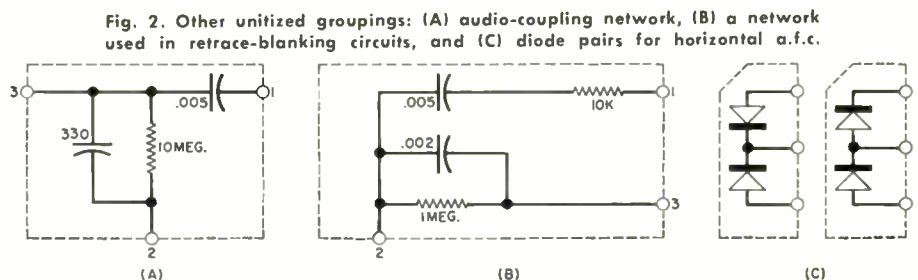 Fig. 2. Other unitized groupings: (A) audio-coupling network, (B) a network
used in retrace-blanking circuits, and (C) diode pairs for horizontal a.f.c.
3
.005
1
330
10MEG.
2
(A)
.005
10K
1
.002
1MEG.
3
2
(B)
(C)